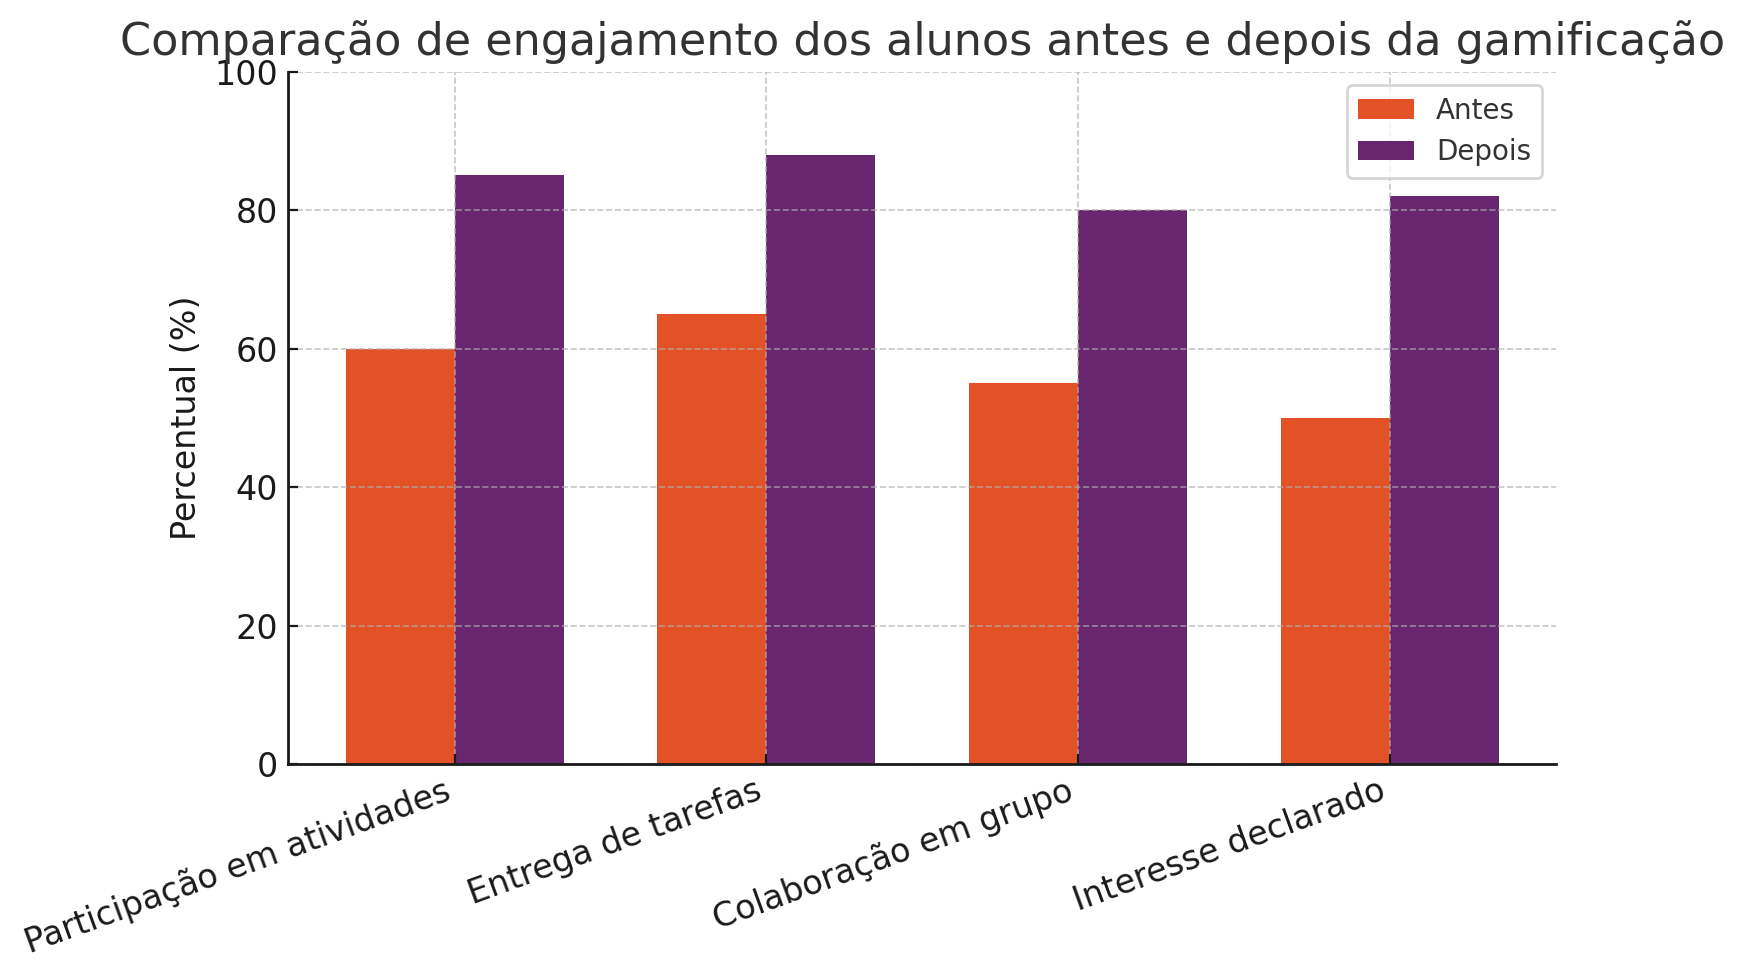 Comparação de engajamento dos alunos antes e depois da gamificação
Antes
Depois
Percentual (%)
100
80
60
40
20
0
Participação em atividades
Entrega de tarefas
Colaboração em grupo
Interesse declarado